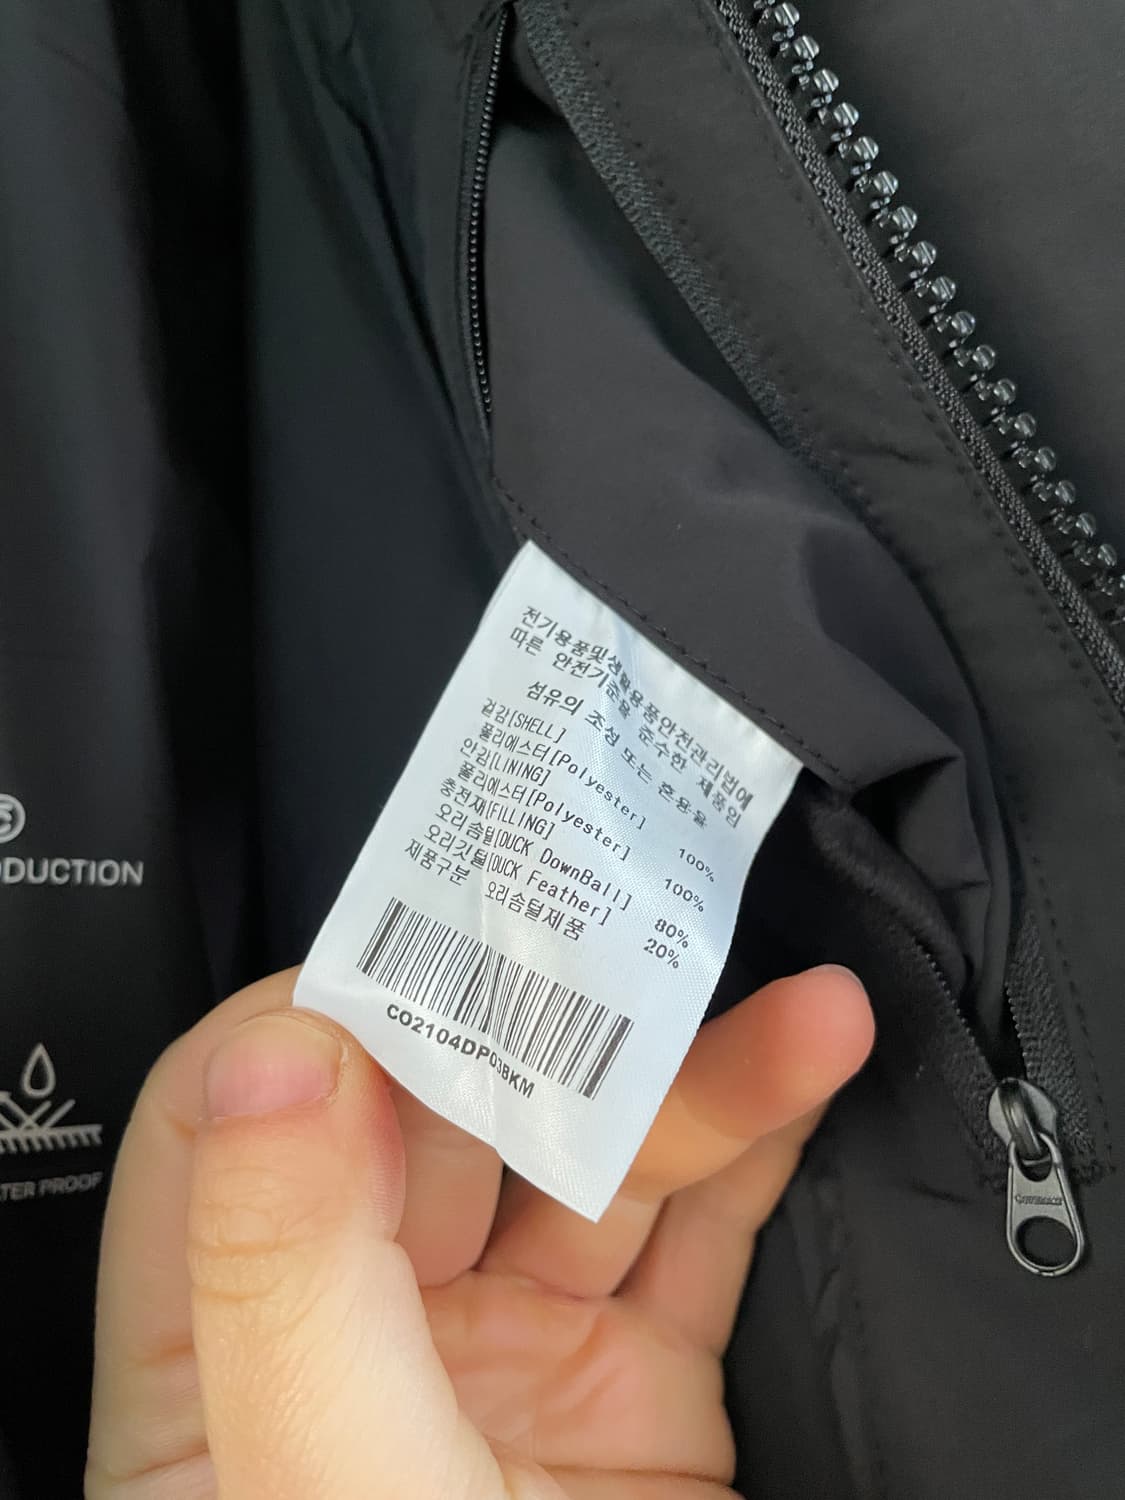 전기용품및생활용품안전관리법에
따른 안전기준을 준수한 제품임
섬유의 조성 또는 혼용율
겉감[SHELL]
폴리에스터[Polyester] 100%
안감[LINING]
폴리에스터[Polyester] 100%
충전재[FILLING]
오리솜털[DUCK DownBall] 80%
오리깃털[DUCK Feather] 20%
제품구분 오리솜털제품
CO2104DP03BKM
ODUCTION
TER PROOF